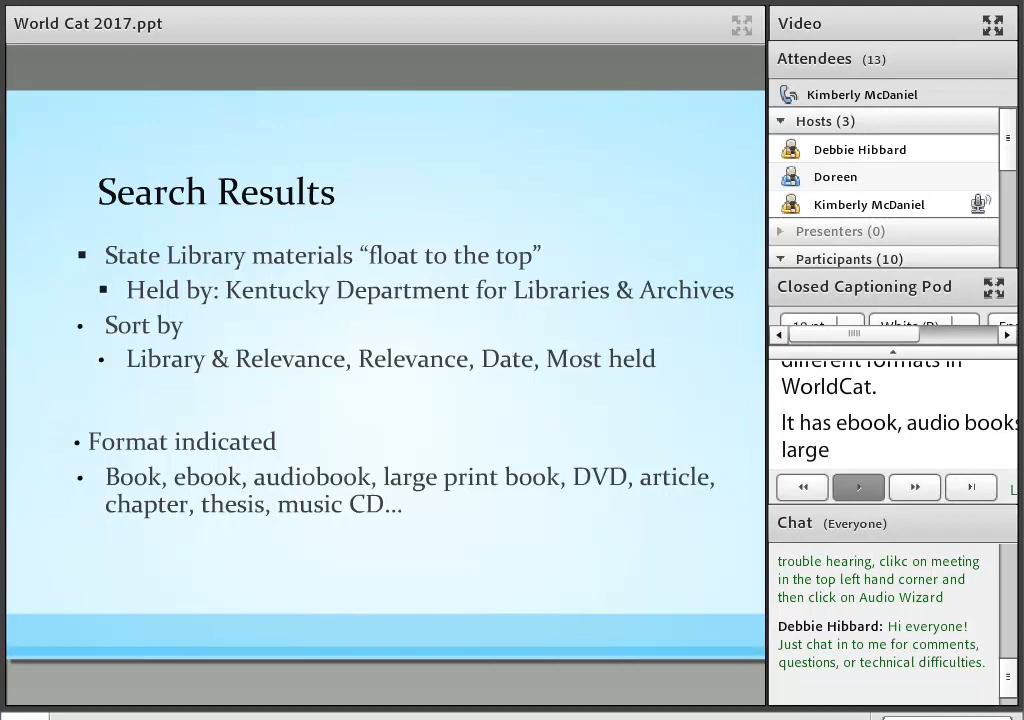 World Cat 2017.ppt
Search Results
▪ State Library materials “float to the top”
▪ Held by: Kentucky Department for Libraries & Archives
• Sort by
• Library & Relevance, Relevance, Date, Most held
• Format indicated
• Book, ebook, audiobook, large print book, DVD, article,
chapter, thesis, music CD...
Video
Attendees (13)
Kimberly McDaniel
Hosts (3)
Debbie Hibbard
Doreen
Kimberly McDaniel
Presenters (0)
Participants (10)
Closed Captioning Pod
different formats in
WorldCat.
It has ebook, audio books
large
Chat (Everyone)
trouble hearing, clikc on meeting
in the top left hand corner and
then click on Audio Wizard
Debbie Hibbard: Hi everyone!
Just chat in to me for comments,
questions, or technical difficulties.